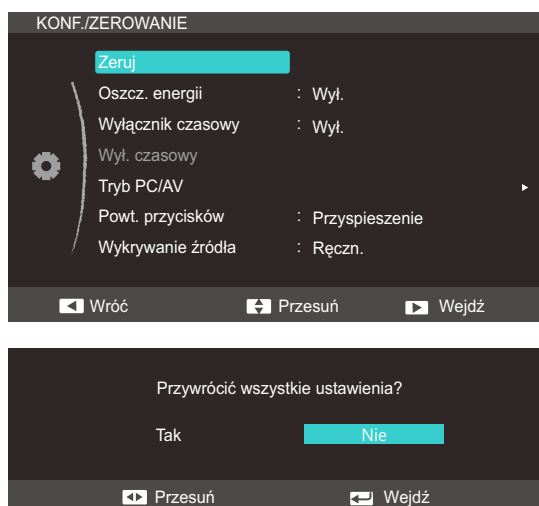 KONF./ZEROWANIE
Zeruj
Oszcz. energii : Wył.
Wyłącznik czasowy : Wył.
Wył. czasowy
Tryb PC/AV
Powt. przycisków : Przyspieszenie
Wykrywanie źródła : Ręczn.
Wróć Przesuń Wejdź
Przywrócić wszystkie ustawienia?
Tak Nie
Przesuń Wejdź